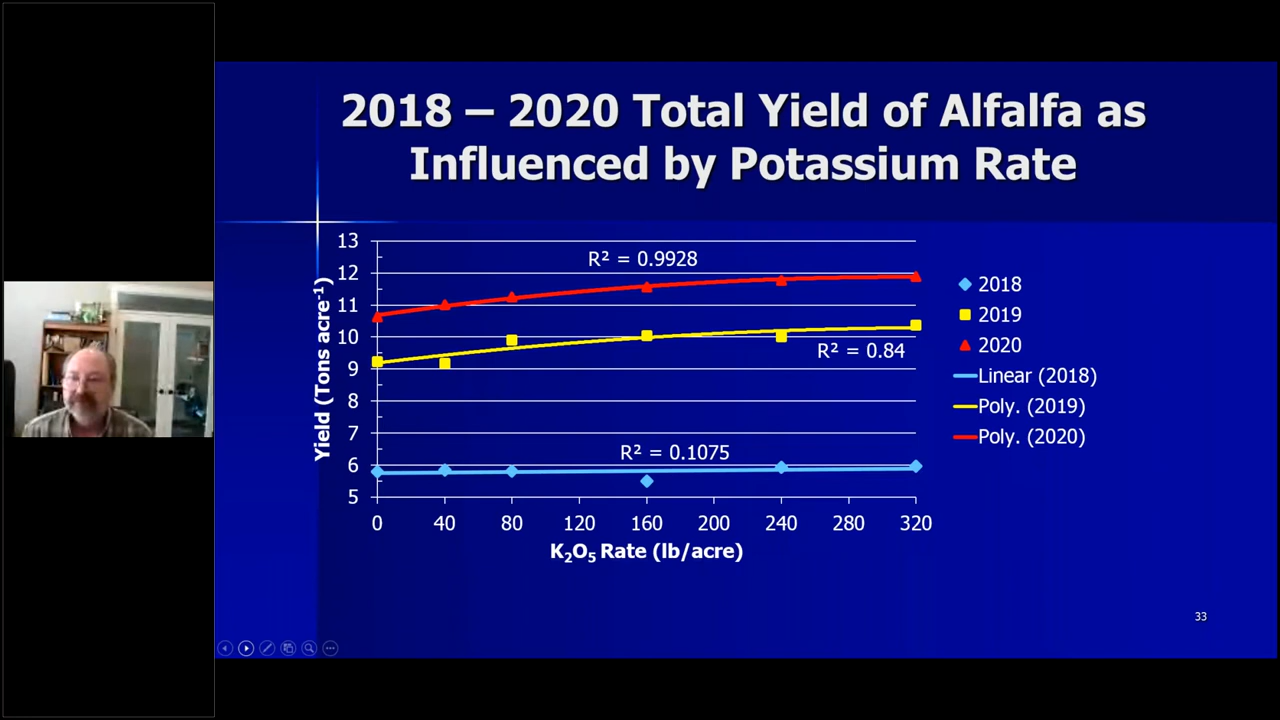 2018 – 2020 Total Yield of Alfalfa as
Influenced by Potassium Rate
13
12
11
10
9
8
7
6
5
Yield (Tons acre⁻¹)
R² = 0.9928
R² = 0.84
R² = 0.1075
0 40 80 120 160 200 240 280 320
K₂O₅ Rate (lb/acre)
2018
2019
2020
Linear (2018)
Poly. (2019)
Poly. (2020)
33